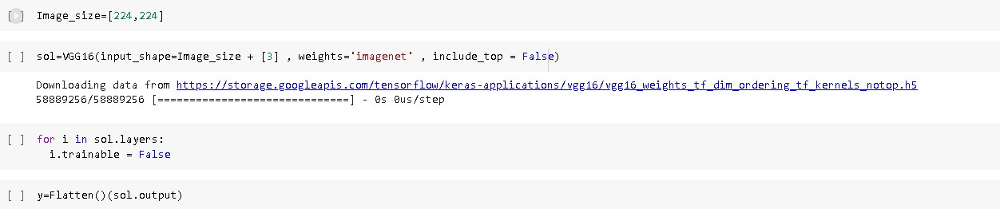 [ ] Image_size=[224,224]
[ ] sol=VGG16(input_shape=Image_size + [3] , weights='imagenet' , include_top = False)
Downloading data from https://storage.googleapis.com/tensorflow/keras-applications/vgg16/vgg16_weights_tf_dim_ordering_tf_kernels_notop.h5
58889256/58889256 [==============================] - 0s 0us/step
[ ] for i in sol.layers:
i.trainable = False
[ ] y=Flatten()(sol.output)